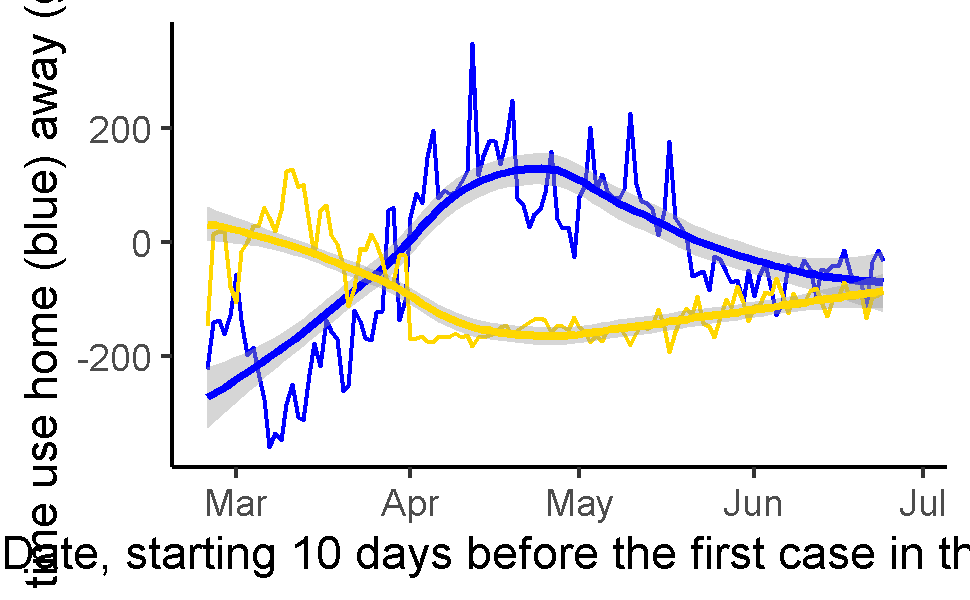 time use home (blue) away (
200
0
-200
Mar Apr May Jun Jul
Date, starting 10 days before the first case in th